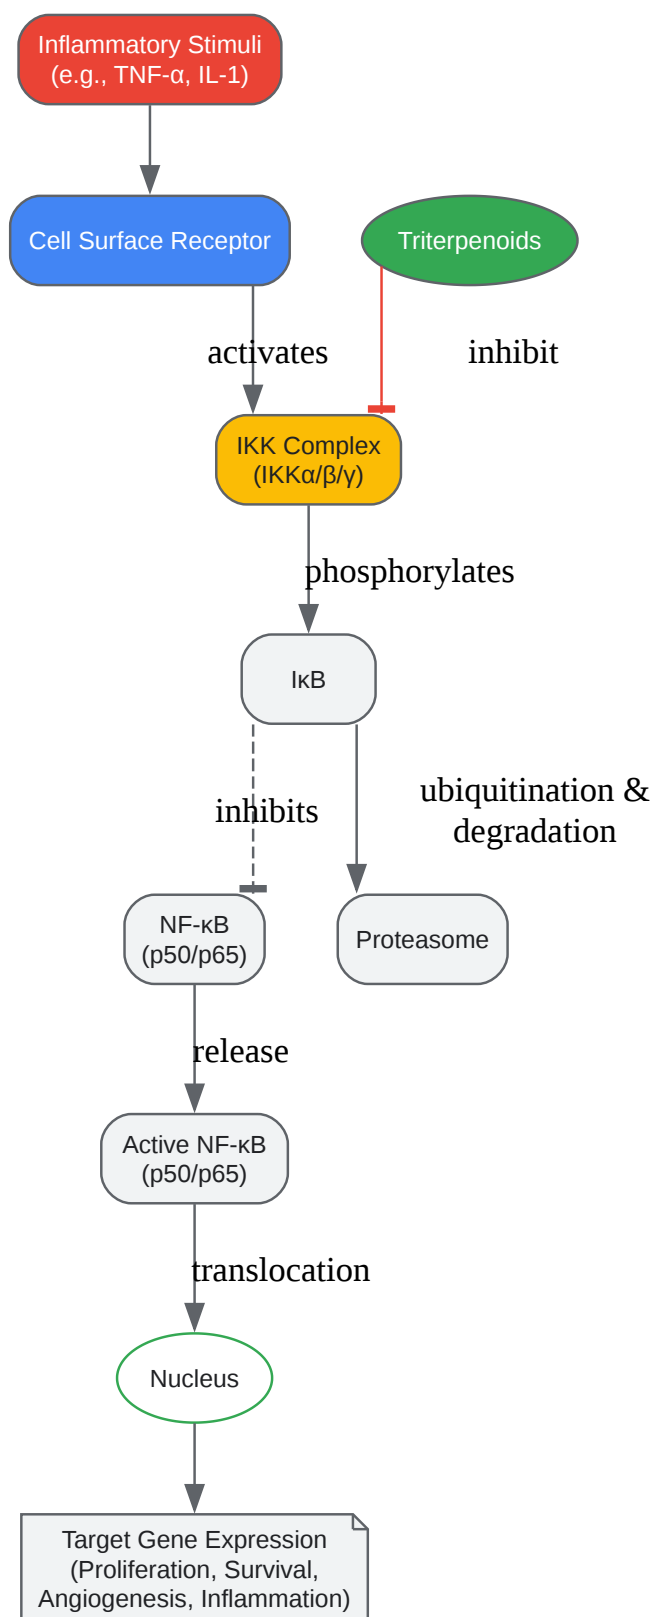 Inflammatory Stimuli
(e.g., TNF-α, IL-1)
Cell Surface Receptor
Triterpenoids
activates
inhibit
IKK Complex
(IKKα/β/γ)
phosphorylates
IκB
inhibits
ubiquitination &
degradation
NF-κB
(p50/p65)
Proteasome
release
Active NF-κB
(p50/p65)
translocation
Nucleus
Target Gene Expression
(Proliferation, Survival,
Angiogenesis, Inflammation)